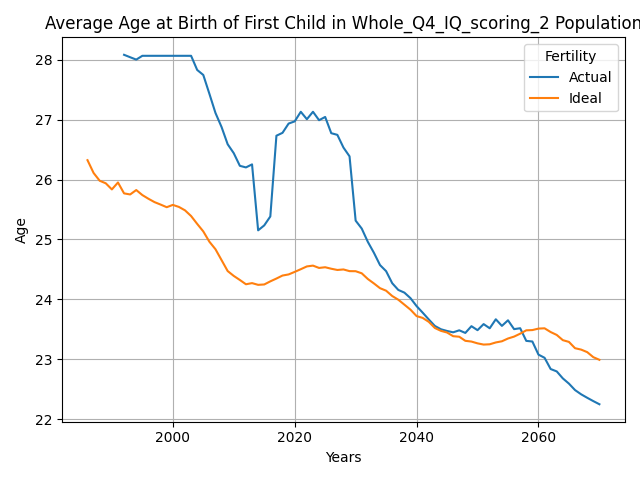 Average Age at Birth of First Child in Whole_Q4_IQ_scoring_2 Population
Fertility
Actual
Ideal
28
27
26
25
24
23
22
Age
2000
2020
2040
2060
Years